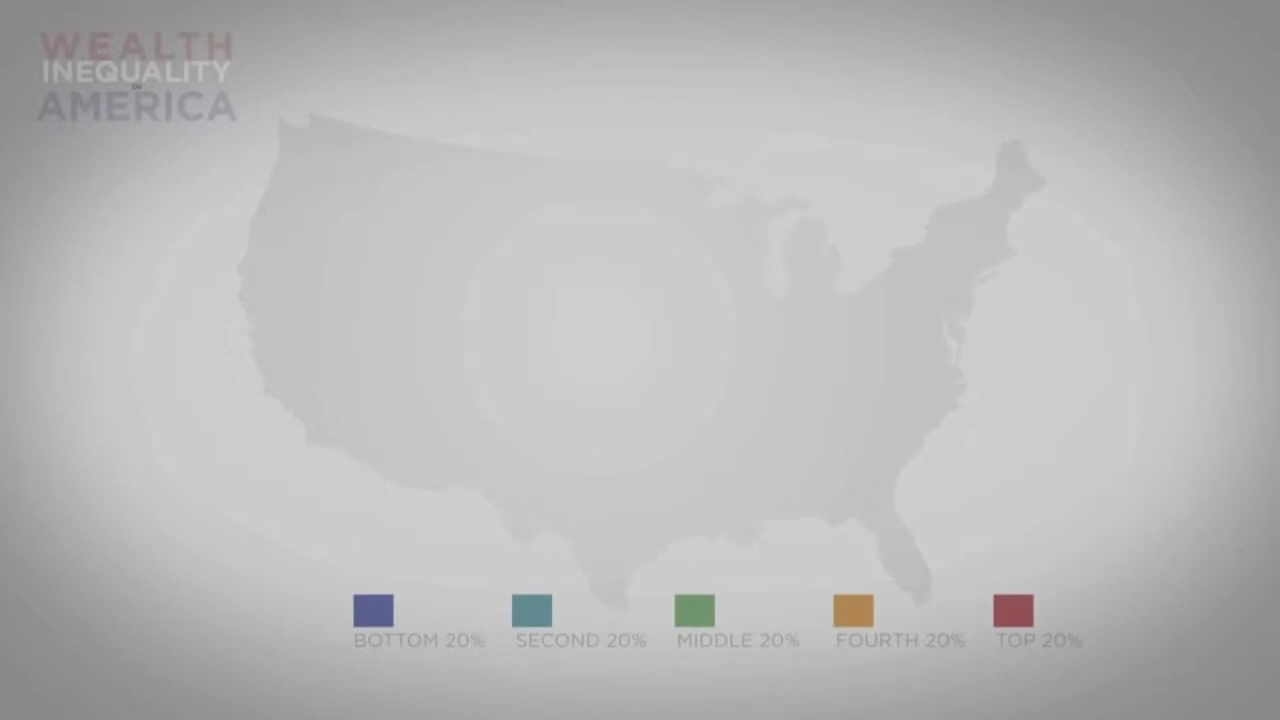 WEALTH
INEQUALITY
IN
AMERICA
BOTTOM 20%
SECOND 20%
MIDDLE 20%
FOURTH 20%
TOP 20%